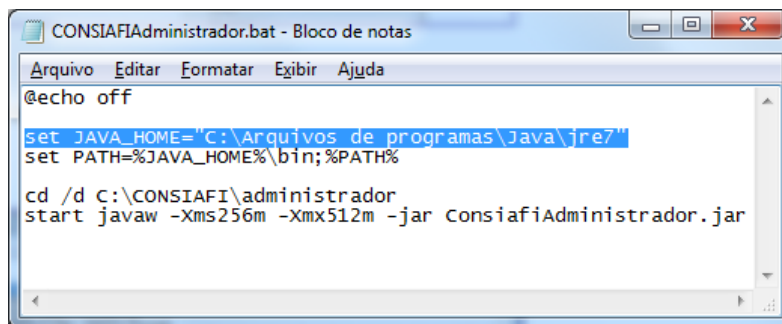 CONSIAFIAdministrador.bat - Bloco de notas
Arquivo Editar Formatar Exibir Ajuda
@echo off
set JAVA_HOME="C:\Arquivos de programas\Java\jre7"
set PATH=%JAVA_HOME%\bin;%PATH%
cd /d C:\CONSIAFI\administrador
start javaw -Xms256m -Xmx512m -jar ConsiafiAdministrador.jar